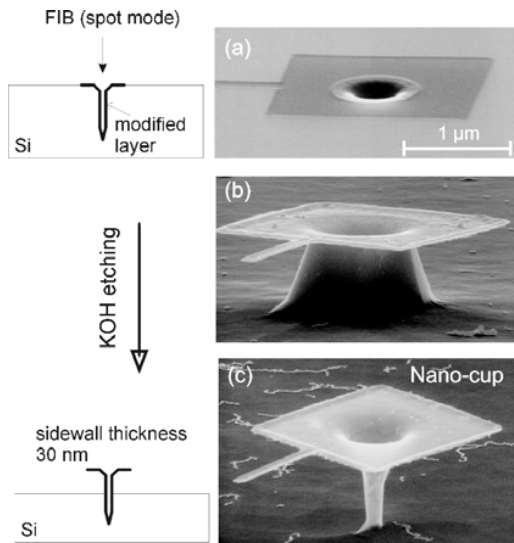 FIB (spot mode)
(a)
modified
layer
Si
1 µm
(b)
KOH etching
(c)
Nano-cup
sidewall thickness
30 nm
Si